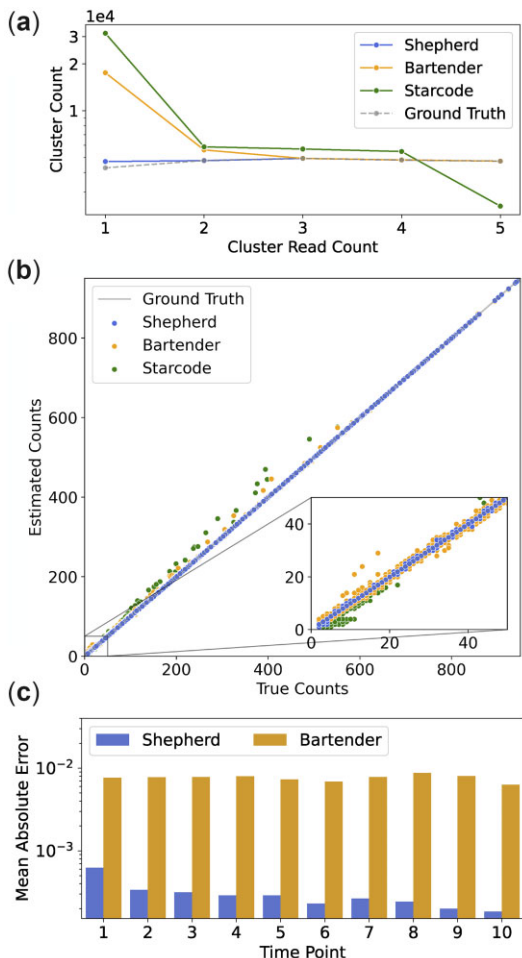 (a)
1e4
3
1
Cluster Count
Shepherd
Bartender
Starcode
Ground Truth
1 2 3 4 5
Cluster Read Count
(b)
Ground Truth
Shepherd
Bartender
Starcode
800
600
400
200
0
Estimated Counts
40
20
0
0 20 40
0 200 400 600 800
True Counts
(c)
Shepherd Bartender
10⁻²
10⁻³
Mean Absolute Error
1 2 3 4 5 6 7 8 9 10
Time Point